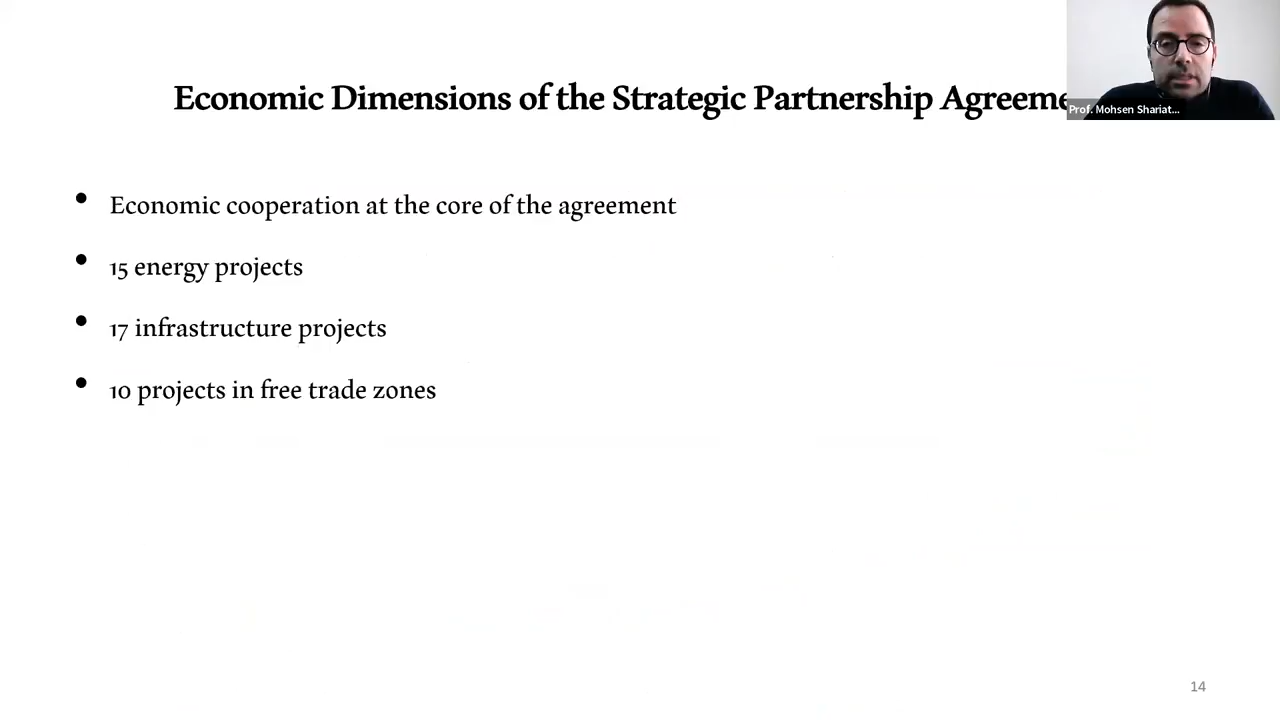 Economic Dimensions of the Strategic Partnership Agreeme
Prof. Mohsen Shariat...
• Economic cooperation at the core of the agreement
• 15 energy projects
• 17 infrastructure projects
• 10 projects in free trade zones
14